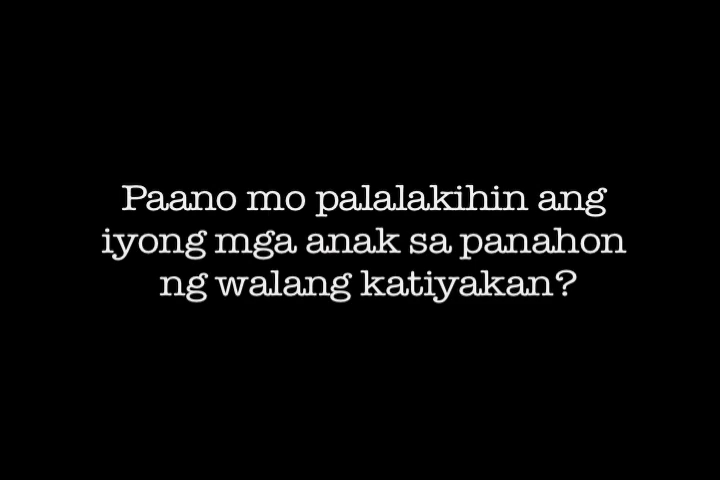 Paano mo palalakihin ang
iyong mga anak sa panahon
ng walang katiyakan?